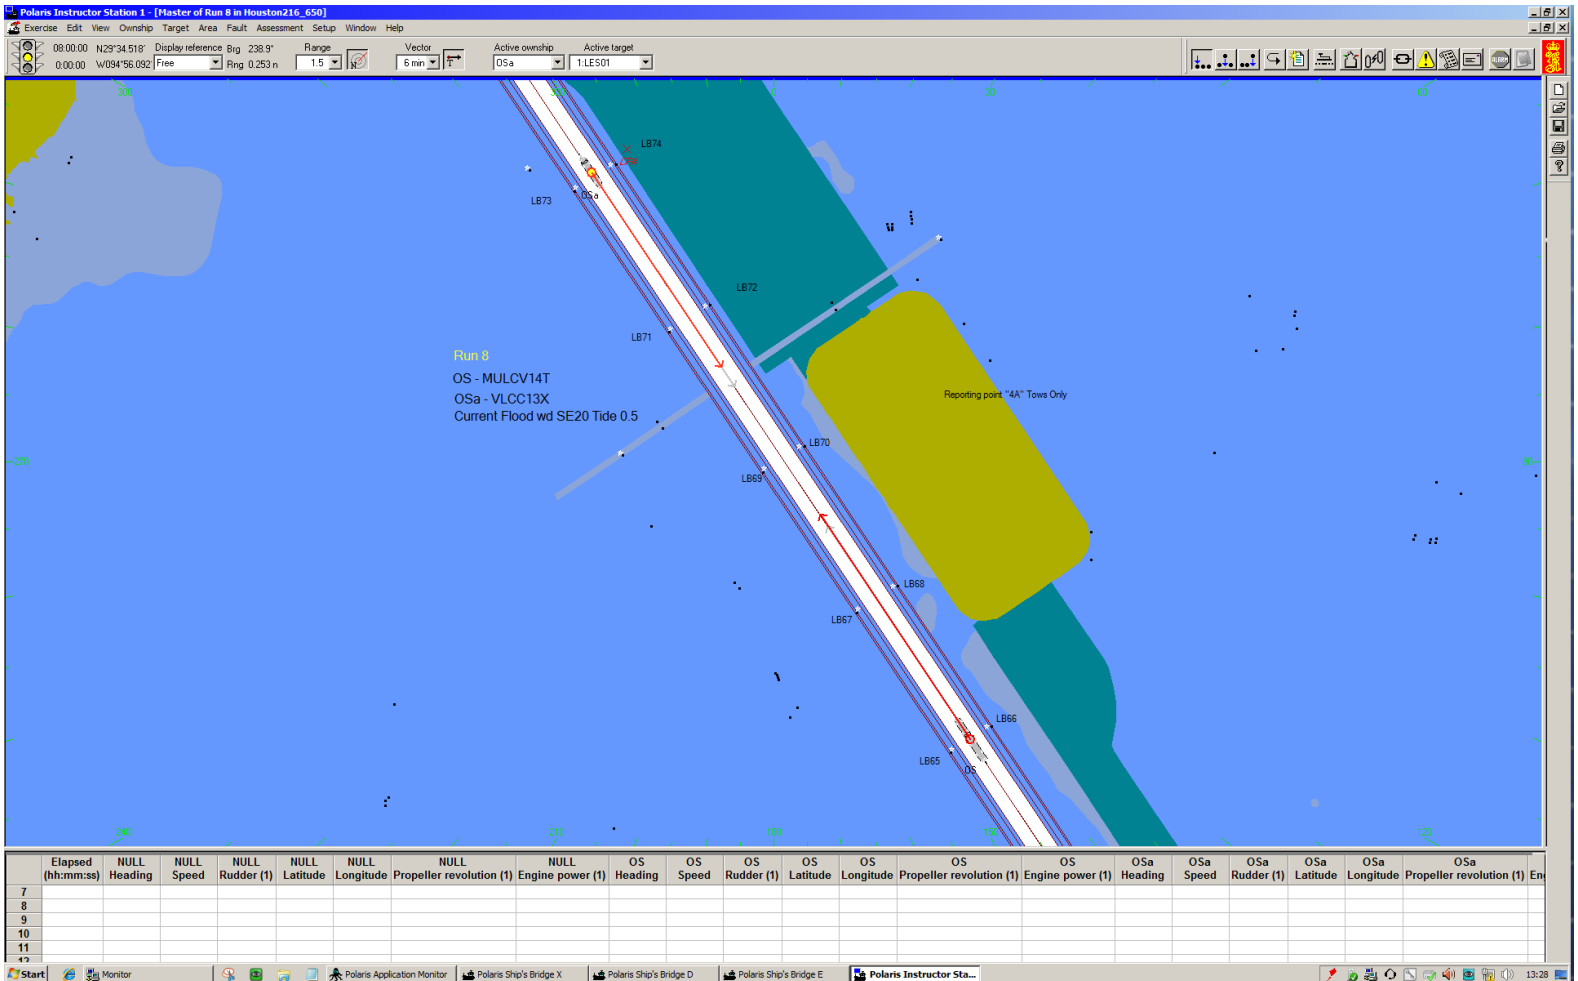 Polaris Instructor Station 1 - [Master of Run 8 in Houston216_650]
Exercise Edit View Ownship Target Area Fault Assessment Setup Window Help
08:00:00 N29°34.518' Display reference Brg 238.9° Range Vector Active ownship Active target
0:00:00 W094°56.092' Free Rng 0.253 n 1.5 6 min OSa 1:LES01
LB74
LB73
OSa
LB72
LB71
Run 8
OS - MULCV14T
OSa - VLCC13X
Current Flood wd SE20 Tide 0.5
Reporting point "4A" Tows Only
LB70
270
LB69
LB68
LB67
LB66
LB65
OS
Elapsed (hh:mm:ss) NULL Heading NULL Speed NULL Rudder (1) NULL Latitude NULL Longitude NULL Propeller revolution (1) NULL Engine power (1) OS Heading OS Speed OS Rudder (1) OS Latitude OS Longitude OS Propeller revolution (1) OS Engine power (1) OSa Heading OSa Speed OSa Rudder (1) OSa Latitude OSa Longitude OSa Propeller revolution (1)
7
8
9
10
11
Start Monitor Polaris Application Monitor Polaris Ship's Bridge X Polaris Ship's Bridge D Polaris Ship's Bridge E Polaris Instructor Sta... 13:28